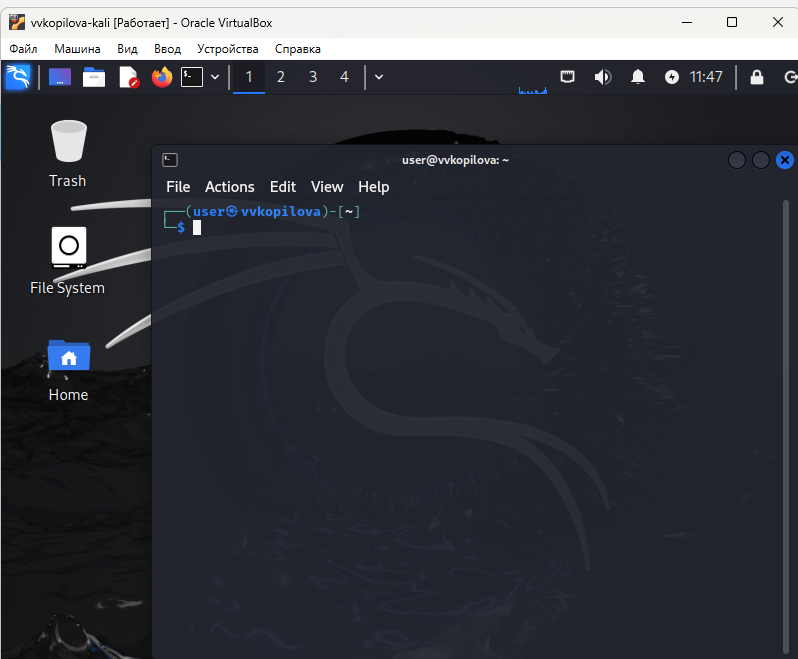 vvkopilova-kali [Работает] - Oracle VirtualBox
Файл Машина Вид Ввод Устройства Справка
1 2 3 4 11:47
Trash
File System
Home
user@vvkopilova: ~
File Actions Edit View Help
┌──(user㉿vvkopilova)-[~]
└─$